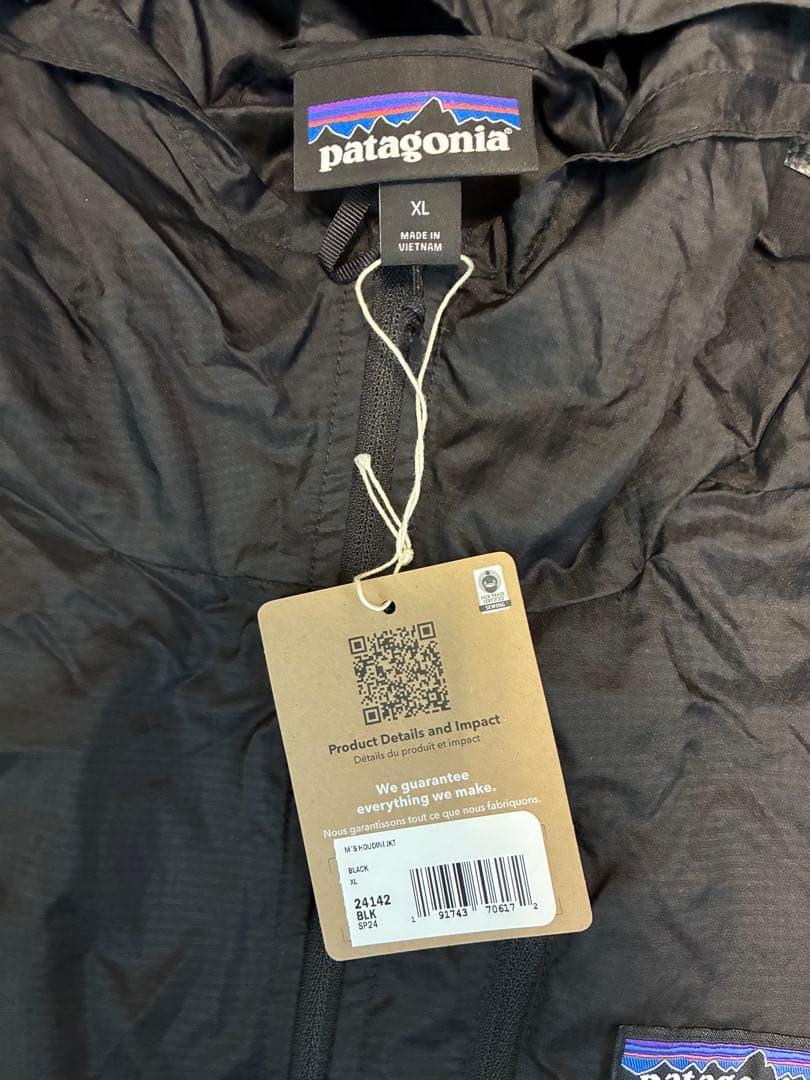 patagonia®
XL
MADE IN
VIETNAM
FAIR TRADE
CERTIFIED
SEWING
Product Details and Impact
Détails du produit et impact
We guarantee
everything we make.
Nous garantissons tout ce que nous fabriquons.
M'S HOUDINI JKT
BLACK
XL
24142
BLK
SP24
1 91743 70617 2
patagonia